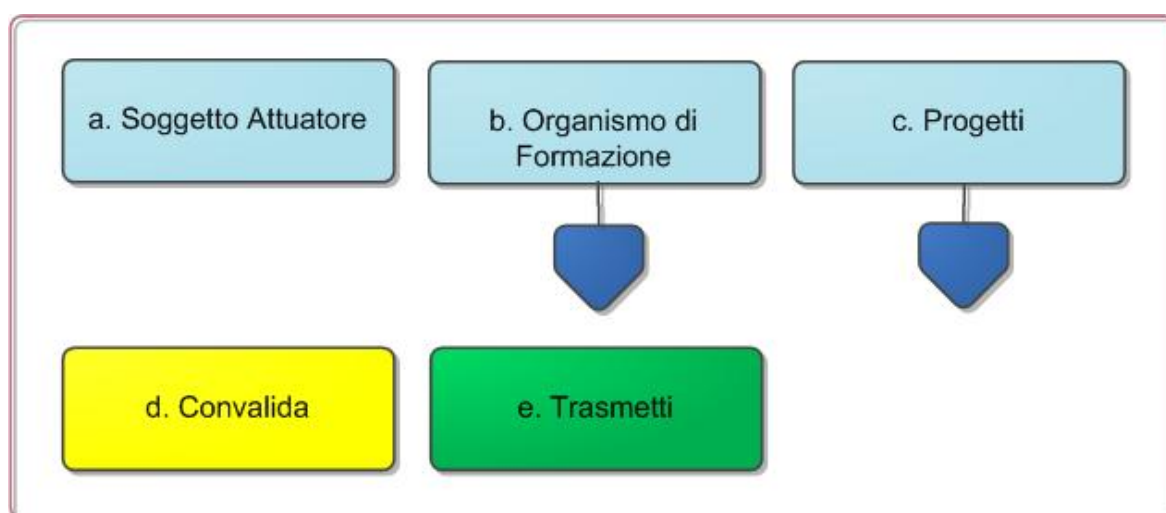 a. Soggetto Attuatore
b. Organismo di
Formazione
c. Progetti
d. Convalida
e. Trasmetti